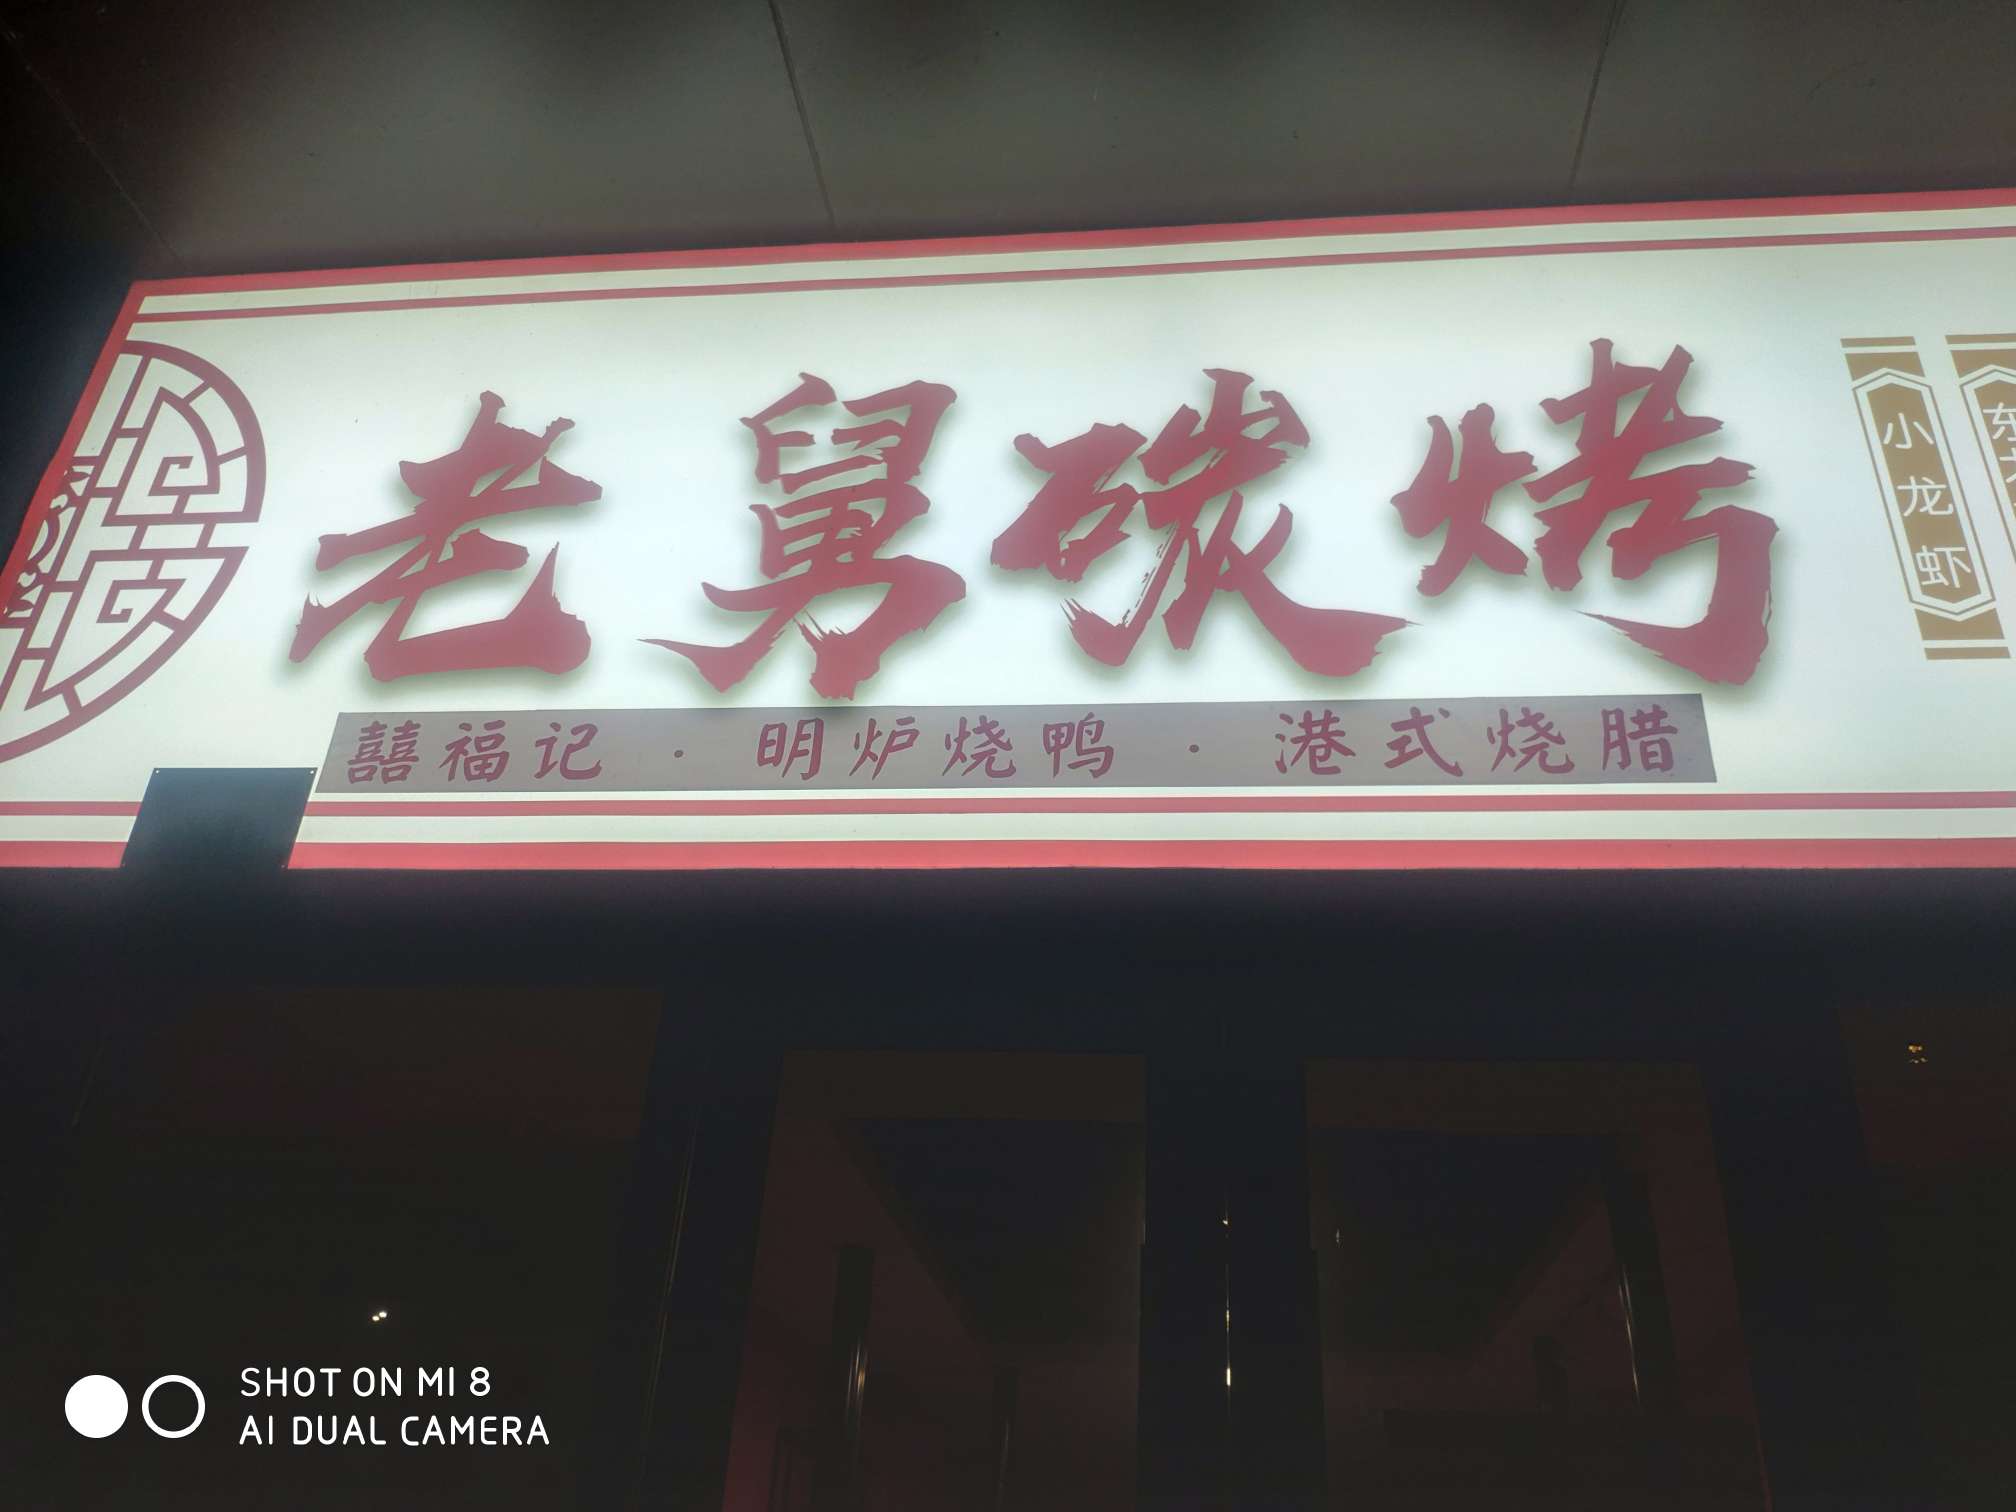 老舅碳烤
囍福记 · 明炉烧鸭 · 港式烧腊
小龙虾
东
SHOT ON MI 8
AI DUAL CAMERA